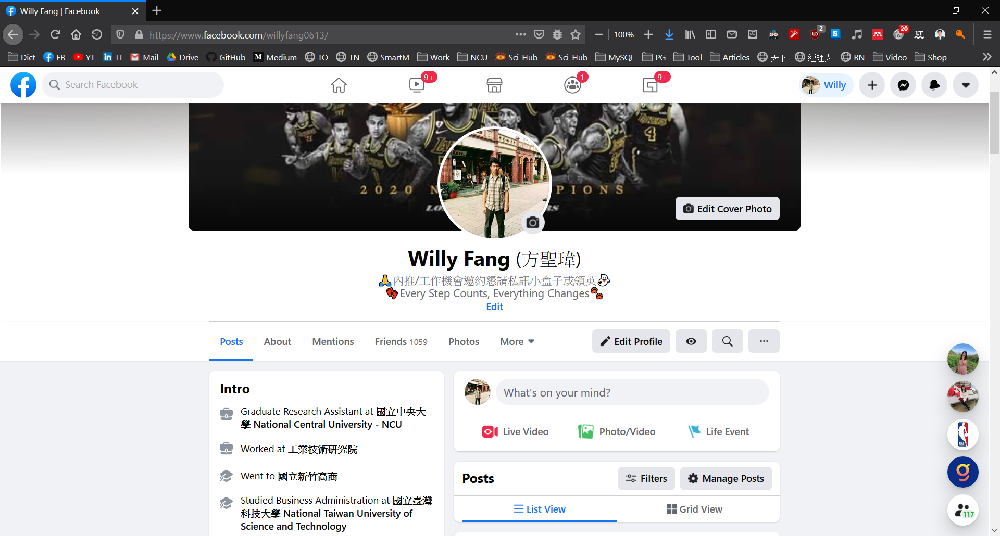 Willy Fang | Facebook
https://www.facebook.com/willyfang0613/
100%
2
20
Dict
FB
YT
LI
Mail
Drive
GitHub
Medium
TO
TN
SmartM
Work
NCU
Sci-Hub
Sci-Hub
MySQL
PG
Tool
Articles
天下
經理人
BN
Video
Shop
Search Facebook
9+
1
9+
Willy
4
2020 N
PIONS
Edit Cover Photo
Willy Fang (方聖瑋)
🙏內推/工作機會邀約懇請私訊小盒子或領英👻
👣Every Step Counts, Everything Changes🐾
Edit
Posts
About
Mentions
Friends 1059
Photos
More
Edit Profile
Intro
Graduate Research Assistant at 國立中央大
學 National Central University - NCU
Worked at 工業技術研究院
Went to 國立新竹高商
Studied Business Administration at 國立臺灣
科技大學 National Taiwan University of
Science and Technology
What's on your mind?
Live Video
Photo/Video
Life Event
Posts
Filters
Manage Posts
List View
Grid View
NBA
g
117